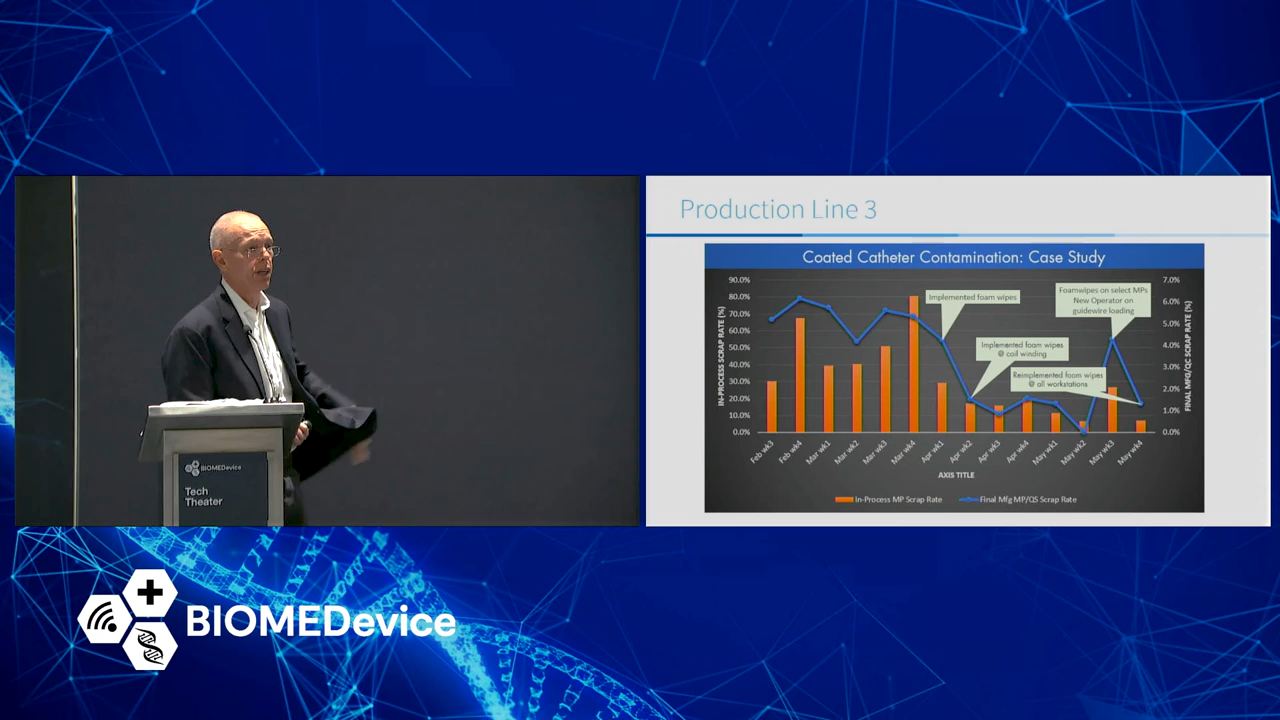 Production Line 3
Coated Catheter Contamination: Case Study
90.0%
80.0%
70.0%
60.0%
50.0%
40.0%
30.0%
20.0%
10.0%
0.0%
IN-PROCESS SCRAP RATE (%)
7.0%
6.0%
5.0%
4.0%
3.0%
2.0%
1.0%
0.0%
FINAL MFG/QC SCRAP RATE (%)
Implemented foam wipes
Foamwipes on select MPs
New Operator on
guidewire loading
Implemented foam wipes
@ coil winding
Reimplemented foam wipes
@ all workstations
Feb wk3
Feb wk4
Mar wk1
Mar wk2
Mar wk3
Mar wk4
Apr wk1
Apr wk2
Apr wk3
Apr wk4
May wk1
May wk2
May wk3
May wk4
AXIS TITLE
In-Process MP Scrap Rate
Final Mfg MP/QS Scrap Rate
BIOMEDevice
Tech
Theater
BIOMEDevice